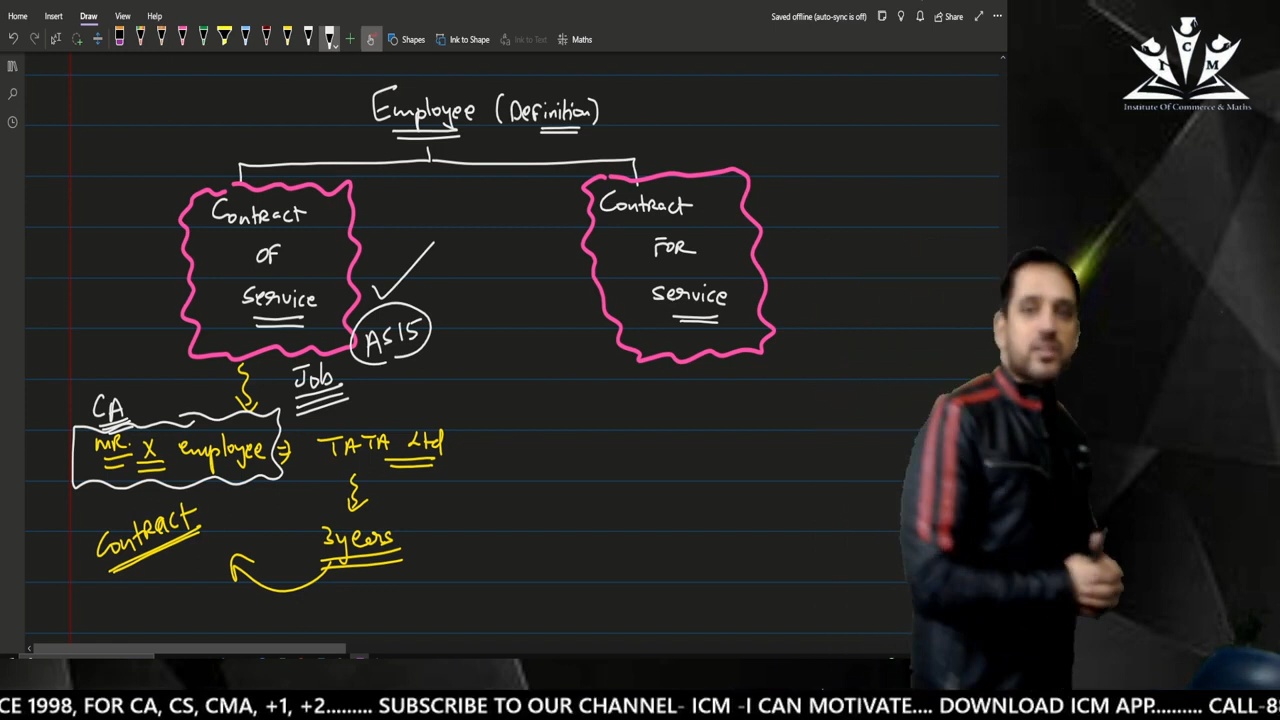 Home Insert Draw View Help
Saved offline (auto-sync is off) Share
Shapes Ink to Shape Ink to Text Maths
ICM
Institute Of Commerce & Maths
Employee (Definition)
Contract
OF
service
Contract
FOR
service
AS15
Job
CA
MR. X employee ⇒ TATA Ltd
3years
Contract
CE 1998, FOR CA, CS, CMA, +1, +2......... SUBSCRIBE TO OUR CHANNEL- ICM -I CAN MOTIVATE.... DOWNLOAD ICM APP.......... CALL-8